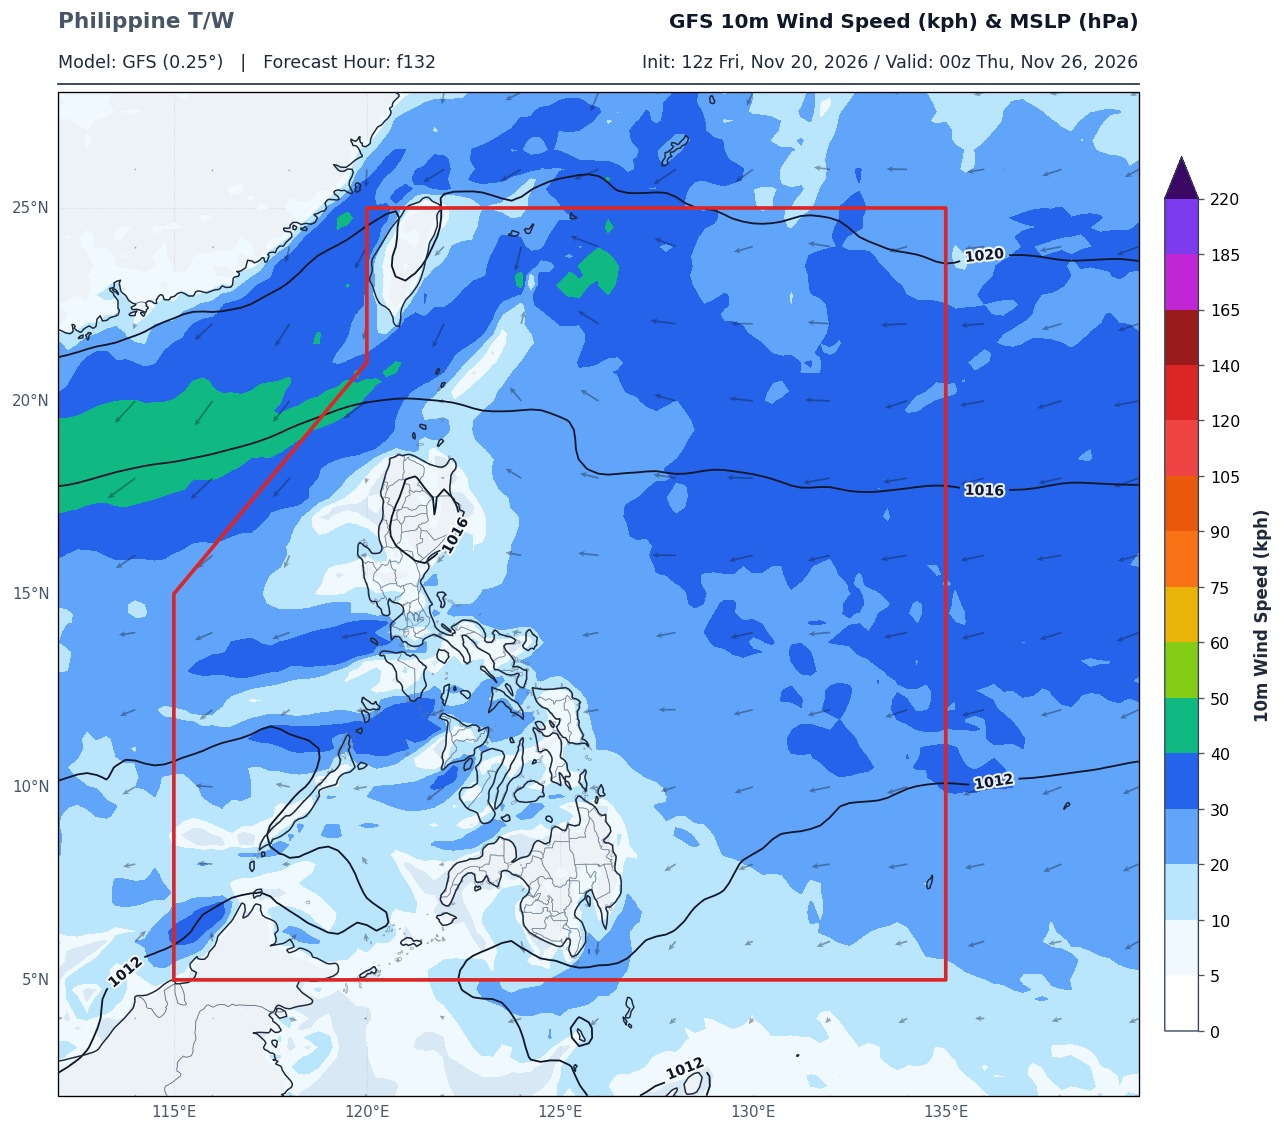 Philippine T/W
GFS 10m Wind Speed (kph) & MSLP (hPa)
Model: GFS (0.25°) | Forecast Hour: f132
Init: 12z Fri, Nov 20, 2026 / Valid: 00z Thu, Nov 26, 2026
25°N
20°N
15°N
10°N
5°N
115°E
120°E
125°E
130°E
135°E
1020
1016
1016
1012
1012
1012
220
185
165
140
120
105
90
75
60
50
40
30
20
10
5
0
10m Wind Speed (kph)